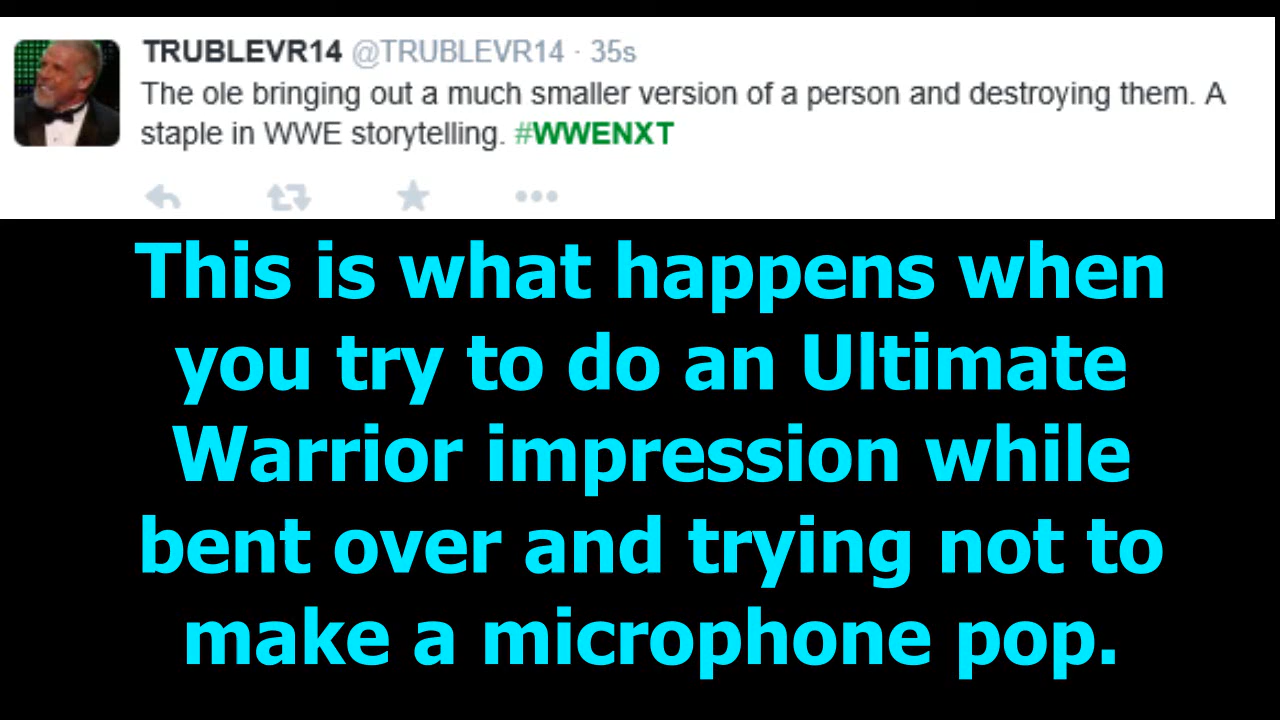 TRUBLEVR14 @TRUBLEVR14 · 35s
The ole bringing out a much smaller version of a person and destroying them. A
staple in WWE storytelling. #WWENXT
This is what happens when
you try to do an Ultimate
Warrior impression while
bent over and trying not to
make a microphone pop.